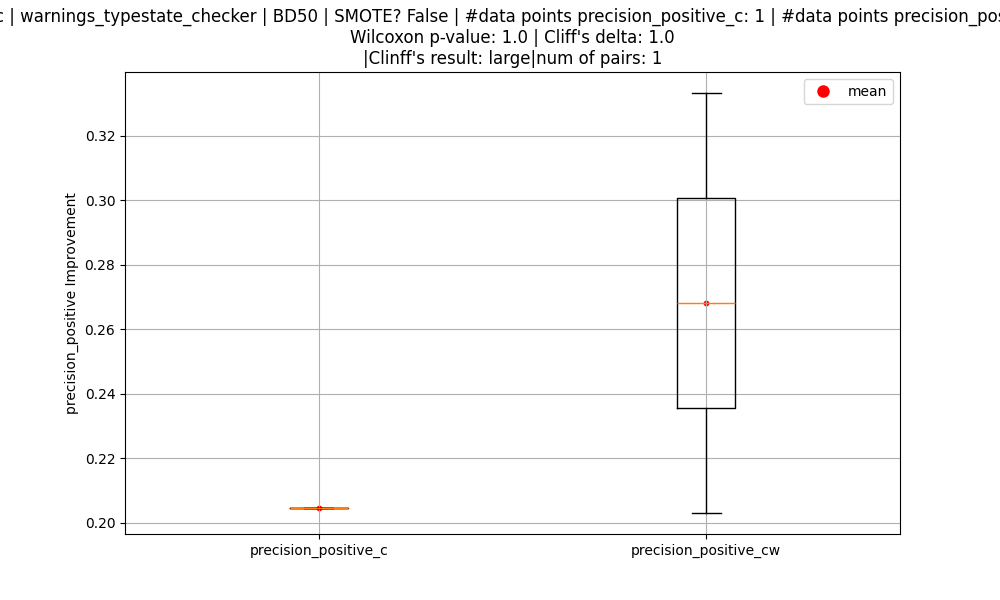 c | warnings_typestate_checker | BD50 | SMOTE? False | #data points precision_positive_c: 1 | #data points precision_pos
Wilcoxon p-value: 1.0 | Cliff's delta: 1.0
|Clinff's result: large|num of pairs: 1
mean
0.32
0.30
0.28
0.26
0.24
0.22
0.20
precision_positive Improvement
precision_positive_c
precision_positive_cw